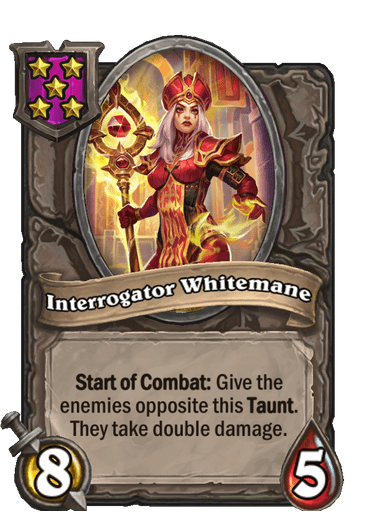 Interrogator Whitemane
Start of Combat: Give the
enemies opposite this Taunt.
They take double damage.
8
5